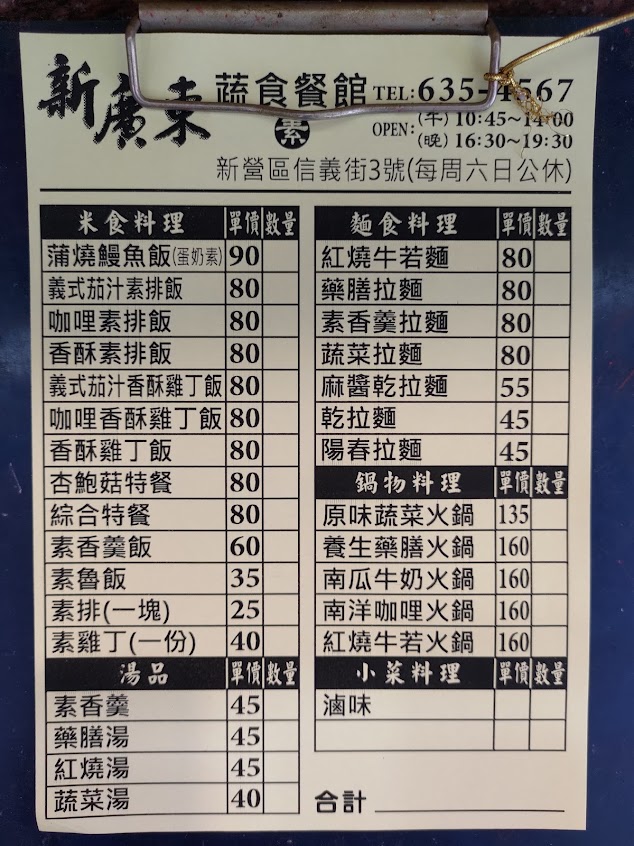 新廣東 蔬食餐館 TEL:635-4567
素 OPEN: (午) 10:45~14:00
(晚) 16:30~19:30
新營區信義街3號(每周六日公休)
米食料理 單價 數量
蒲燒鰻魚飯(蛋奶素) 90
義式茄汁素排飯 80
咖哩素排飯 80
香酥素排飯 80
義式茄汁香酥雞丁飯 80
咖哩香酥雞丁飯 80
香酥雞丁飯 80
杏鮑菇特餐 80
綜合特餐 80
素香羹飯 60
素魯飯 35
素排(一塊) 25
素雞丁(一份) 40
湯品 單價 數量
素香羹 45
藥膳湯 45
紅燒湯 45
蔬菜湯 40
麵食料理 單價 數量
紅燒牛若麵 80
藥膳拉麵 80
素香羹拉麵 80
蔬菜拉麵 80
麻醬乾拉麵 55
乾拉麵 45
陽春拉麵 45
鍋物料理 單價 數量
原味蔬菜火鍋 135
養生藥膳火鍋 160
南瓜牛奶火鍋 160
南洋咖哩火鍋 160
紅燒牛若火鍋 160
小菜料理 單價 數量
滷味
合計